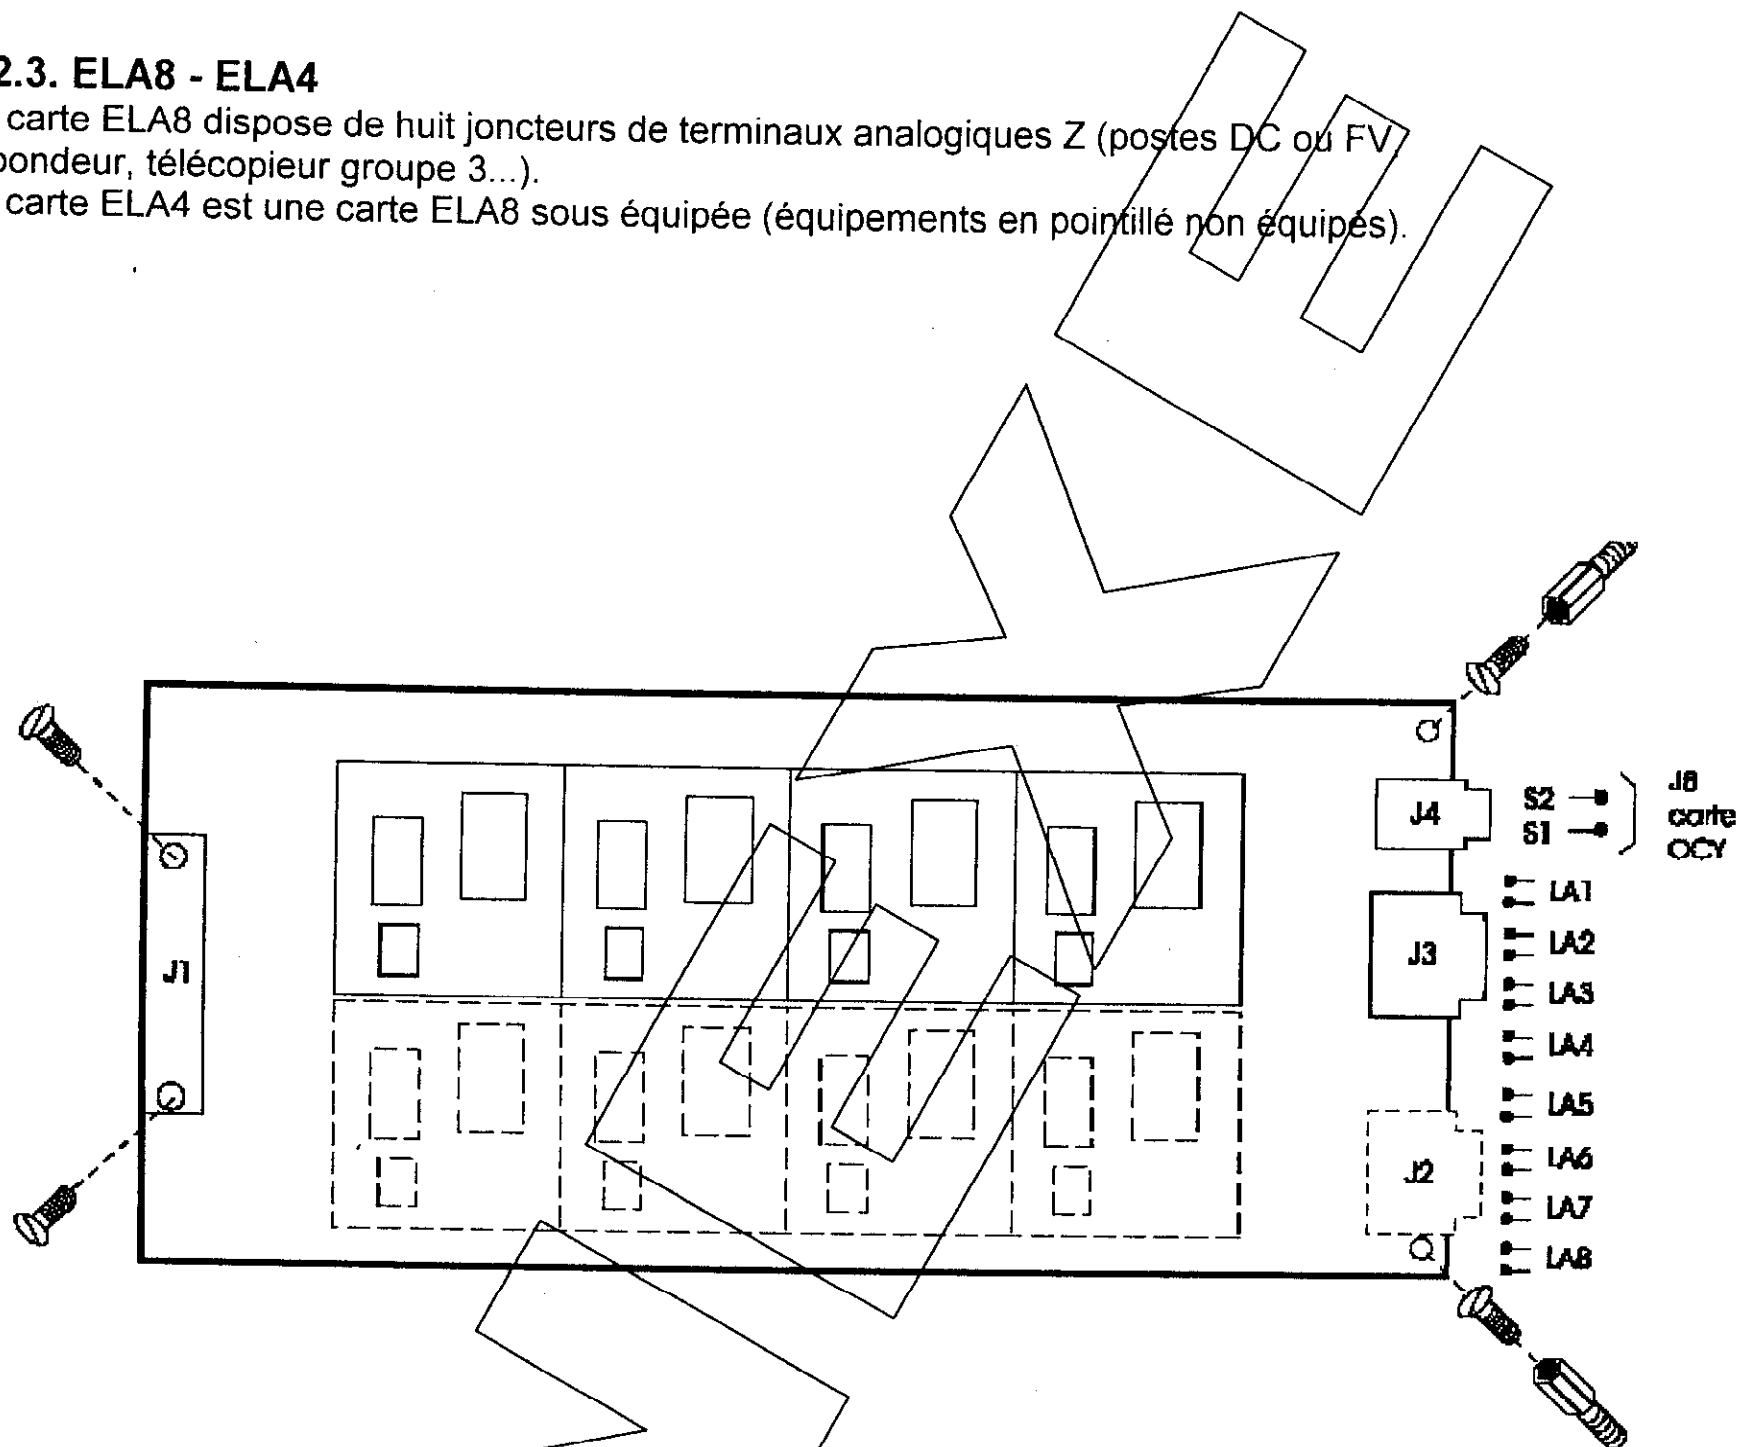 2.3. ELA8 - ELA4
carte ELA8 dispose de huit joncteurs de terminaux analogiques Z (postes DC ou FV,
pondeur, télécopieur groupe 3...).
carte ELA4 est une carte ELA8 sous équipée (équipements en pointillé non équipés).
J1
J4
S2
S1
J8
carte
OCY
J3
LA1
LA2
LA3
LA4
J2
LA5
LA6
LA7
LA8